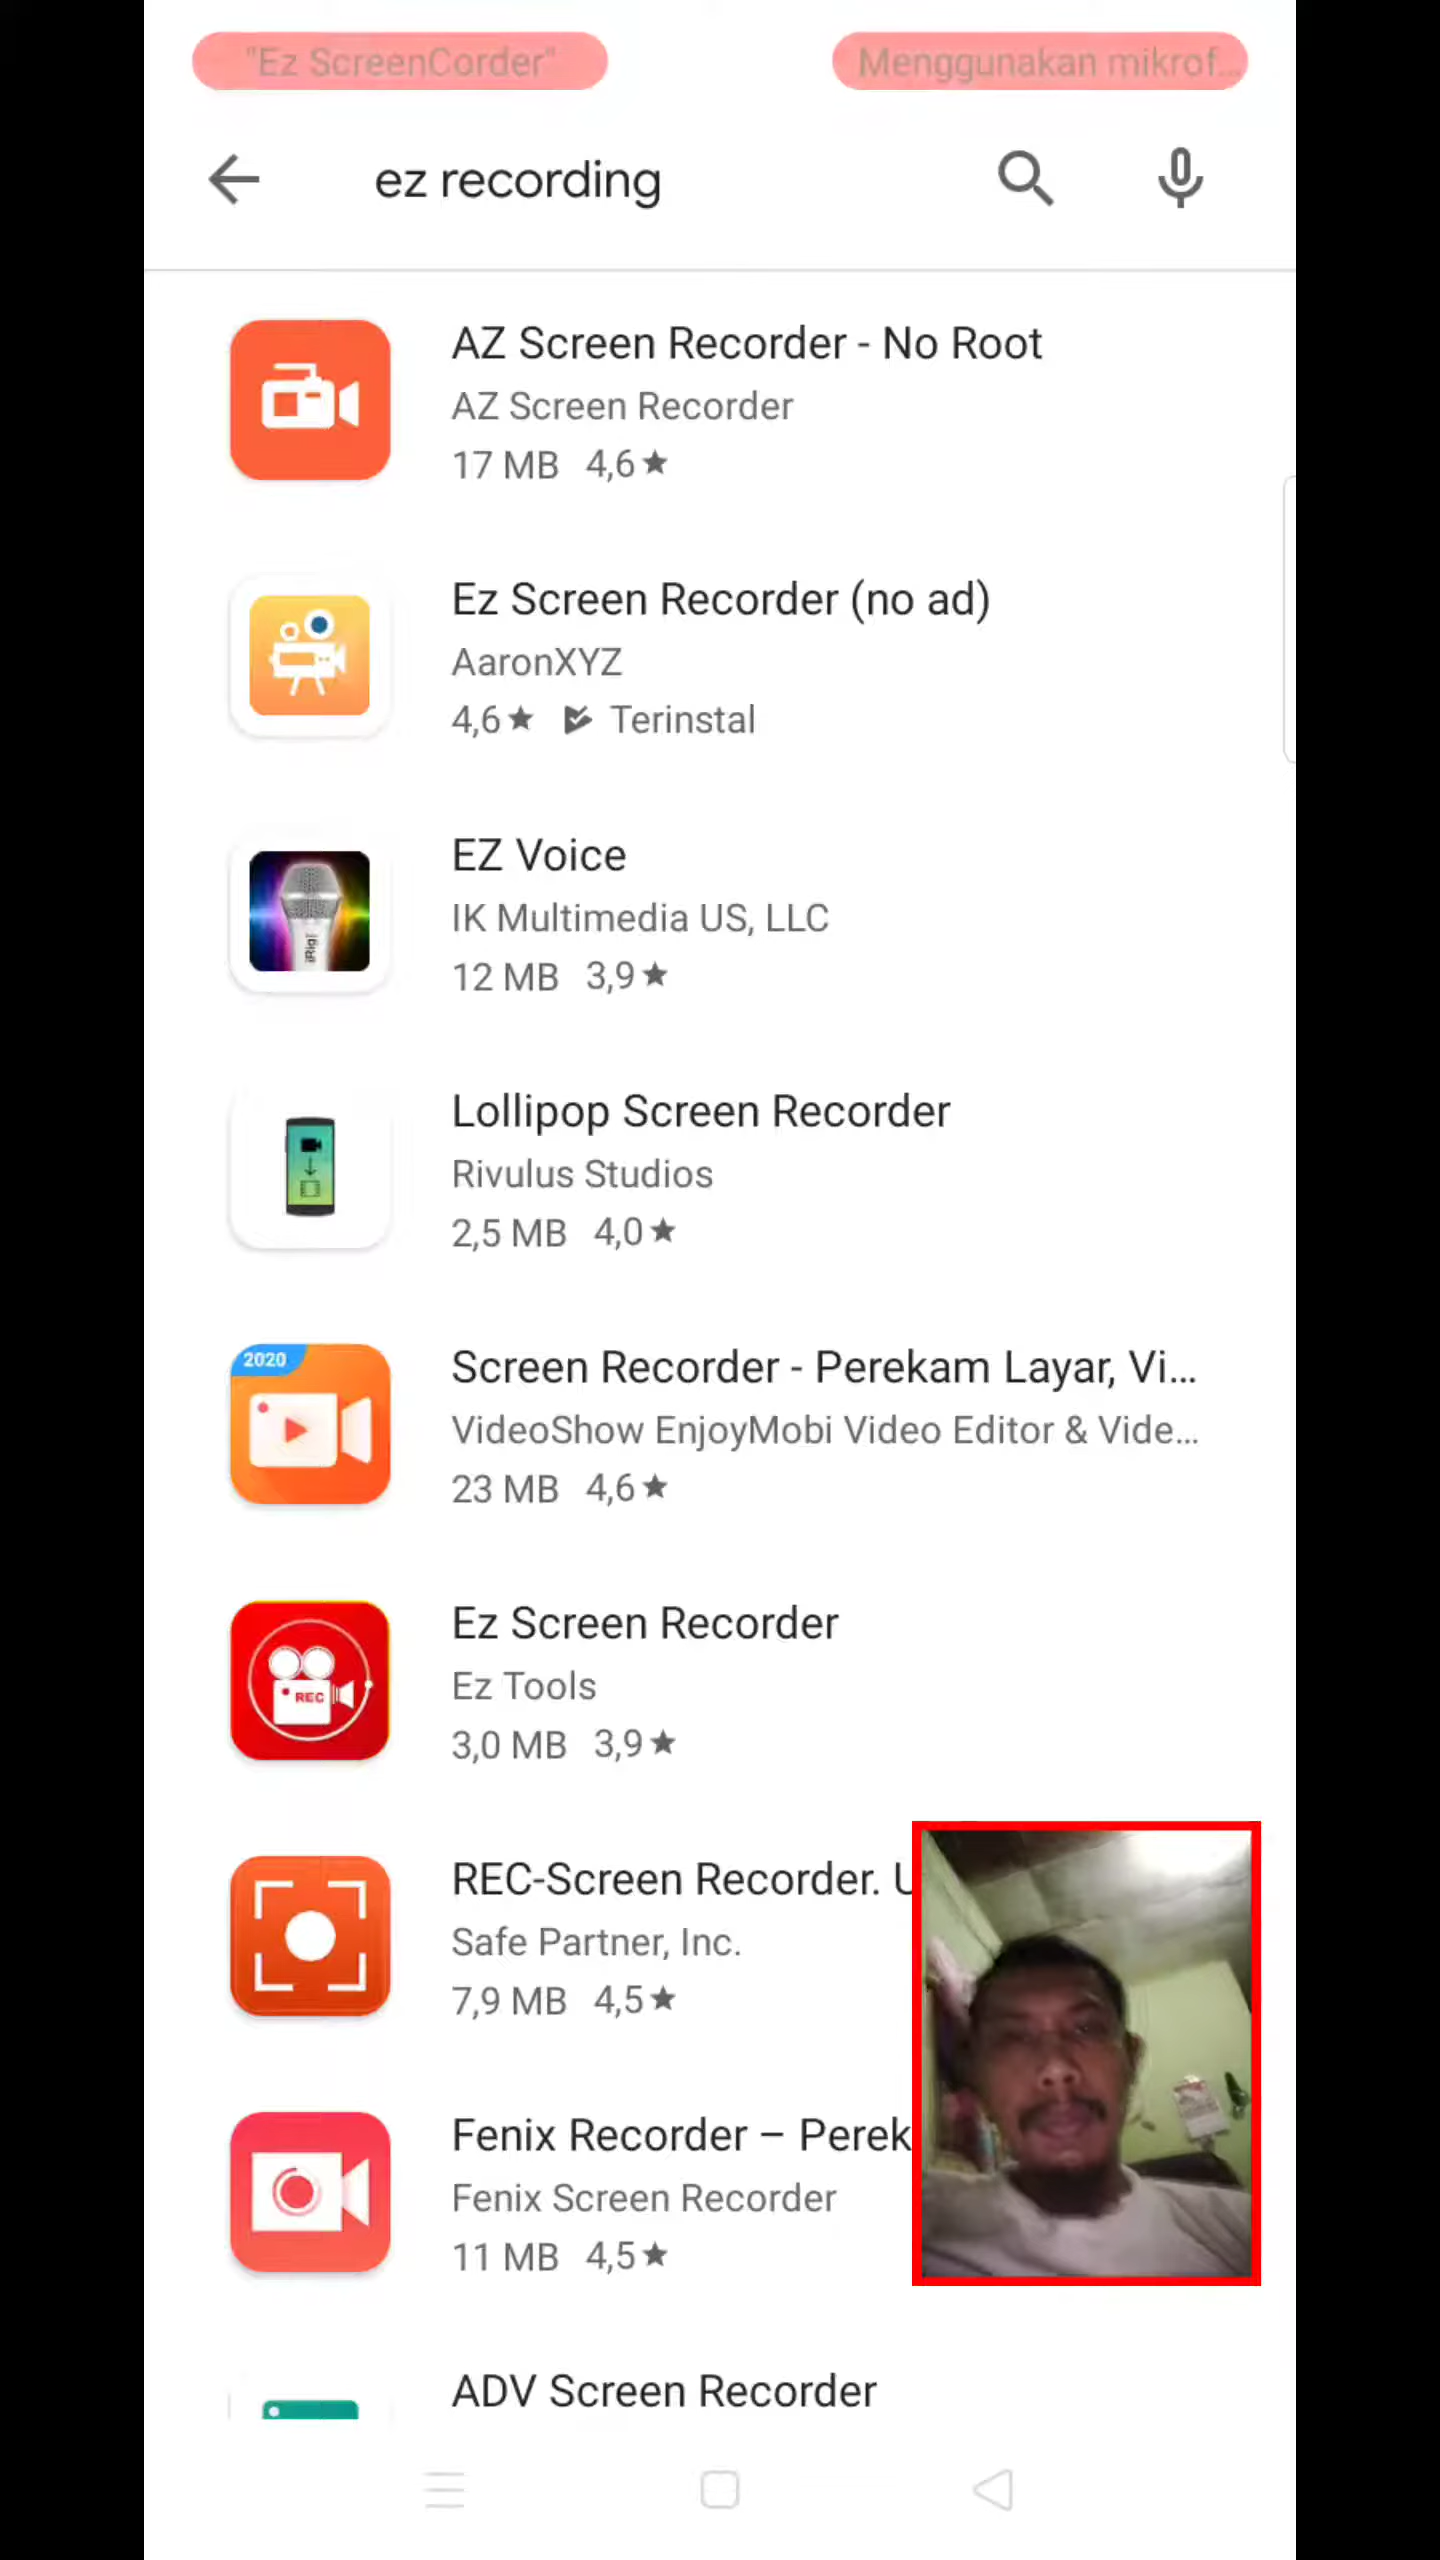 "Ez ScreenCorder" Menggunakan mikrof...
ez recording
AZ Screen Recorder - No Root
AZ Screen Recorder
17 MB 4,6★
Ez Screen Recorder (no ad)
AaronXYZ
4,6★ Terinstal
EZ Voice
IK Multimedia US, LLC
12 MB 3,9★
iRig
Lollipop Screen Recorder
Rivulus Studios
2,5 MB 4,0★
2020
Screen Recorder - Perekam Layar, Vi...
VideoShow EnjoyMobi Video Editor & Vide...
23 MB 4,6★
Ez Screen Recorder
Ez Tools
REC
3,0 MB 3,9★
REC-Screen Recorder. U
Safe Partner, Inc.
7,9 MB 4,5★
Fenix Recorder – Perek
Fenix Screen Recorder
11 MB 4,5★
ADV Screen Recorder